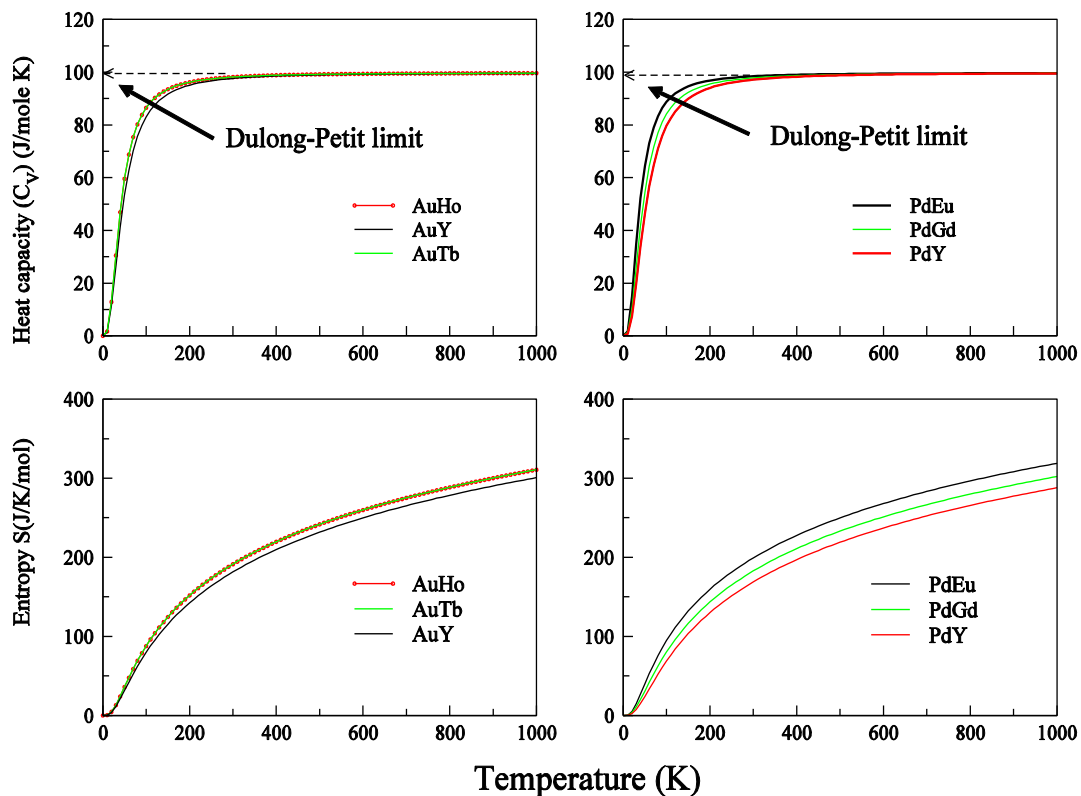 Heat capacity (C_V) (J/mole K)
120
100
80
60
40
20
0
Dulong-Petit limit
AuHo
AuY
AuTb
0 200 400 600 800 1000
120
100
80
60
40
20
0
Dulong-Petit limit
PdEu
PdGd
PdY
0 200 400 600 800 1000
Entropy S(J/K/mol)
400
300
200
100
0
AuHo
AuTb
AuY
0 200 400 600 800 1000
400
300
200
100
0
PdEu
PdGd
PdY
0 200 400 600 800 1000
Temperature (K)